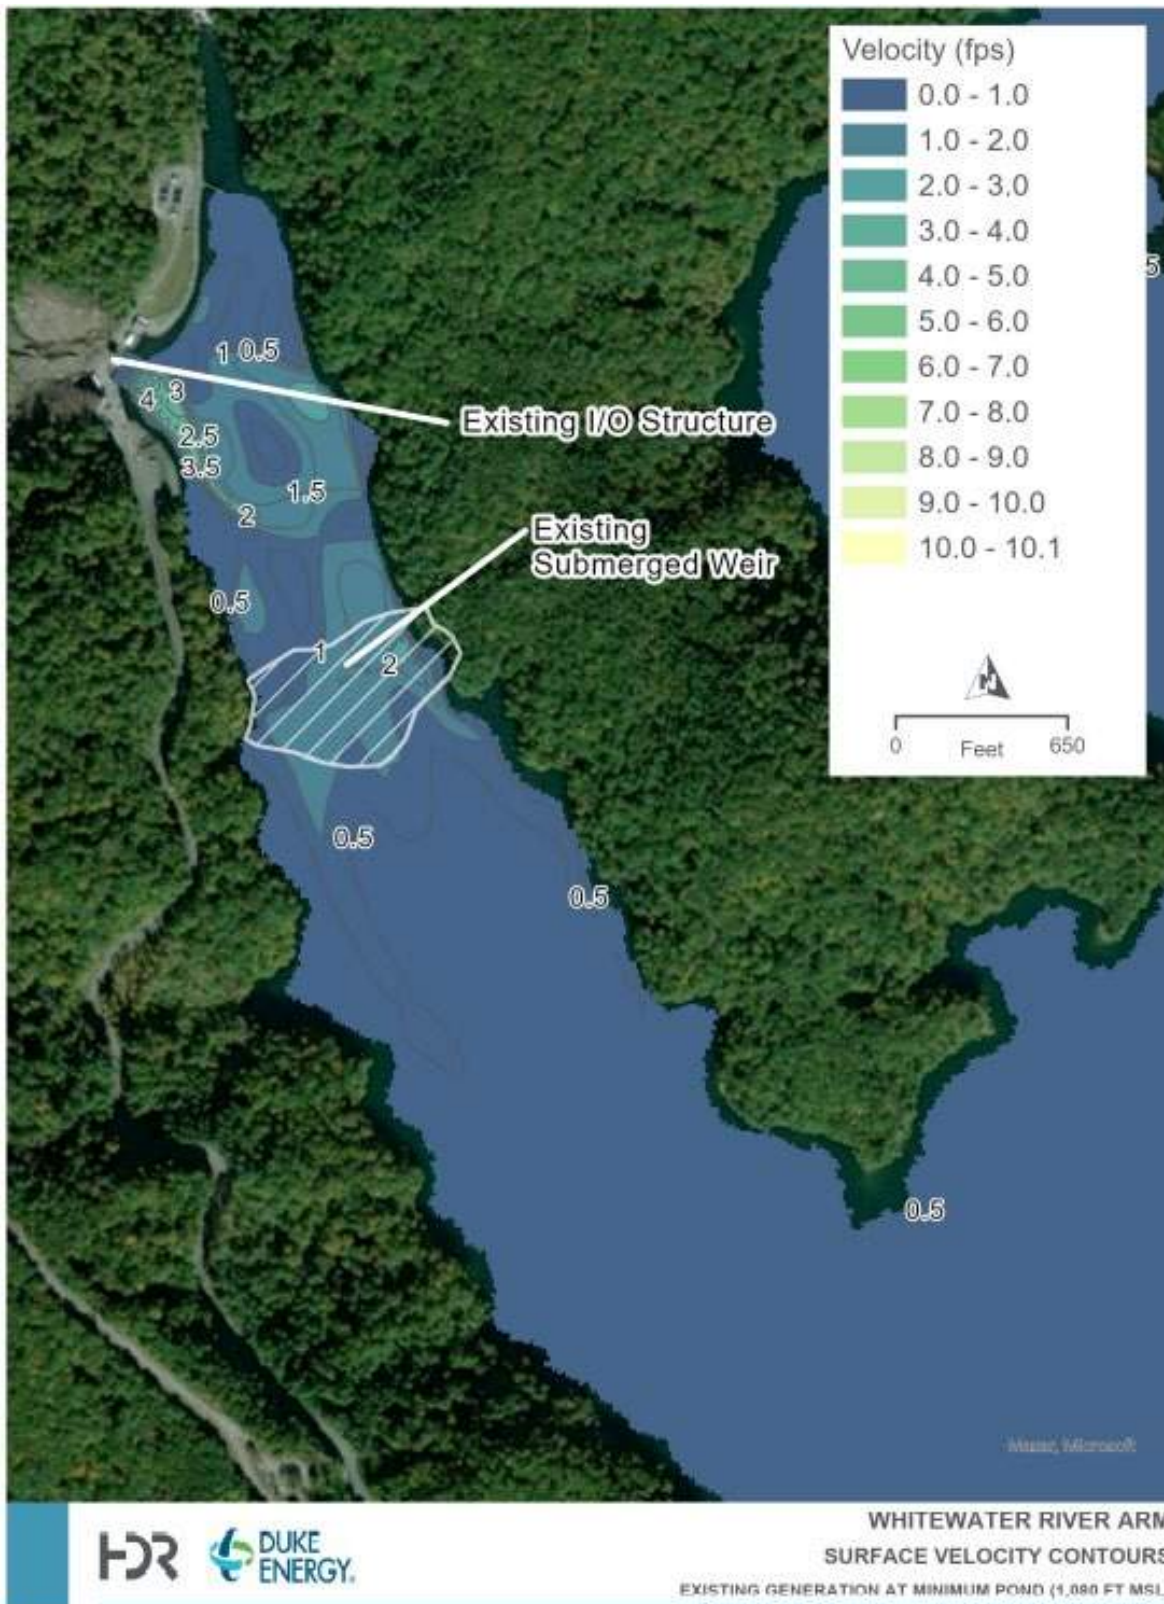 Velocity (fps)
0.0 - 1.0
1.0 - 2.0
2.0 - 3.0
3.0 - 4.0
4.0 - 5.0
5.0 - 6.0
6.0 - 7.0
7.0 - 8.0
8.0 - 9.0
9.0 - 10.0
10.0 - 10.1
N
0 Feet 650
5
1 0.5
4 3
Existing I/O Structure
2.5
3.5
1.5
2
Existing
Submerged Weir
0.5
1
2
0.5
0.5
0.5
Maxar, Microsoft
HDR
DUKE
ENERGY®
WHITEWATER RIVER ARM
SURFACE VELOCITY CONTOURS
EXISTING GENERATION AT MINIMUM POND (1,080 FT MSL